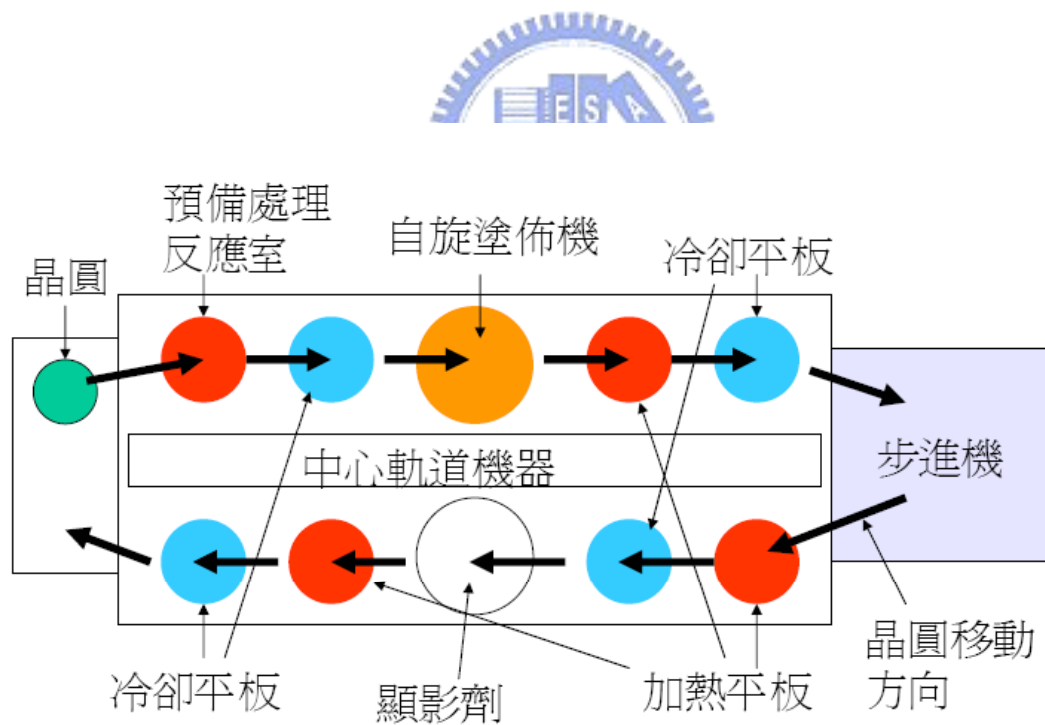 ESA
預備處理
反應室
自旋塗佈機
冷卻平板
晶圓
中心軌道機器
步進機
冷卻平板
顯影劑
加熱平板
晶圓移動
方向